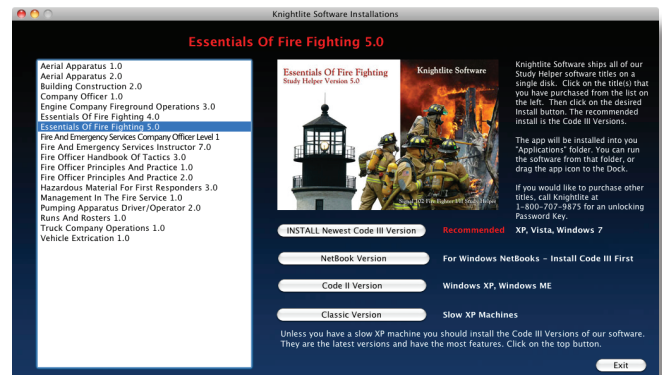 Knightlite Software Installations
Essentials Of Fire Fighting 5.0
Aerial Apparatus 1.0
Aerial Apparatus 2.0
Building Construction 2.0
Company Officer 1.0
Engine Company Fireground Operations 3.0
Essentials Of Fire Fighting 4.0
Essentials Of Fire Fighting 5.0
Fire And Emergency Services Company Officer Level 1
Fire And Emergency Services Instructor 7.0
Fire Officer Handbook Of Tactics 3.0
Fire Officer Principles And Practice 1.0
Fire Officer Principles And Practice 2.0
Hazardous Material For First Responders 3.0
Management In The Fire Service 1.0
Pumping Apparatus Driver/Operator 2.0
Runs And Rosters 1.0
Truck Company Operations 1.0
Vehicle Extrication 1.0
Essentials Of Fire Fighting
Study Helper Version 5.0
Knightlite Software
Fire Fighter I/II Study Helper
Knightlite Software ships all of our
Study Helper software titles on a
single disk. Click on the title(s) that
you have purchased from the list on
the left. Then click on the desired
Install button. The recommended
install is the Code III Versions.
The app will be installed into you
"Applications" folder. You can run
the software from that folder, or
drag the app icon to the Dock.
If you would like to purchase other
titles, call Knightlite at
1-800-707-9875 for an unlocking
Password Key.
INSTALL Newest Code III Version
Recommended
XP, Vista, Windows 7
NetBook Version
For Windows NetBooks - Install Code III First
Code II Version
Windows XP, Windows ME
Classic Version
Slow XP Machines
Unless you have a slow XP machine you should install the Code III Versions of our software.
They are the latest versions and have the most features. Click on the top button.
Exit